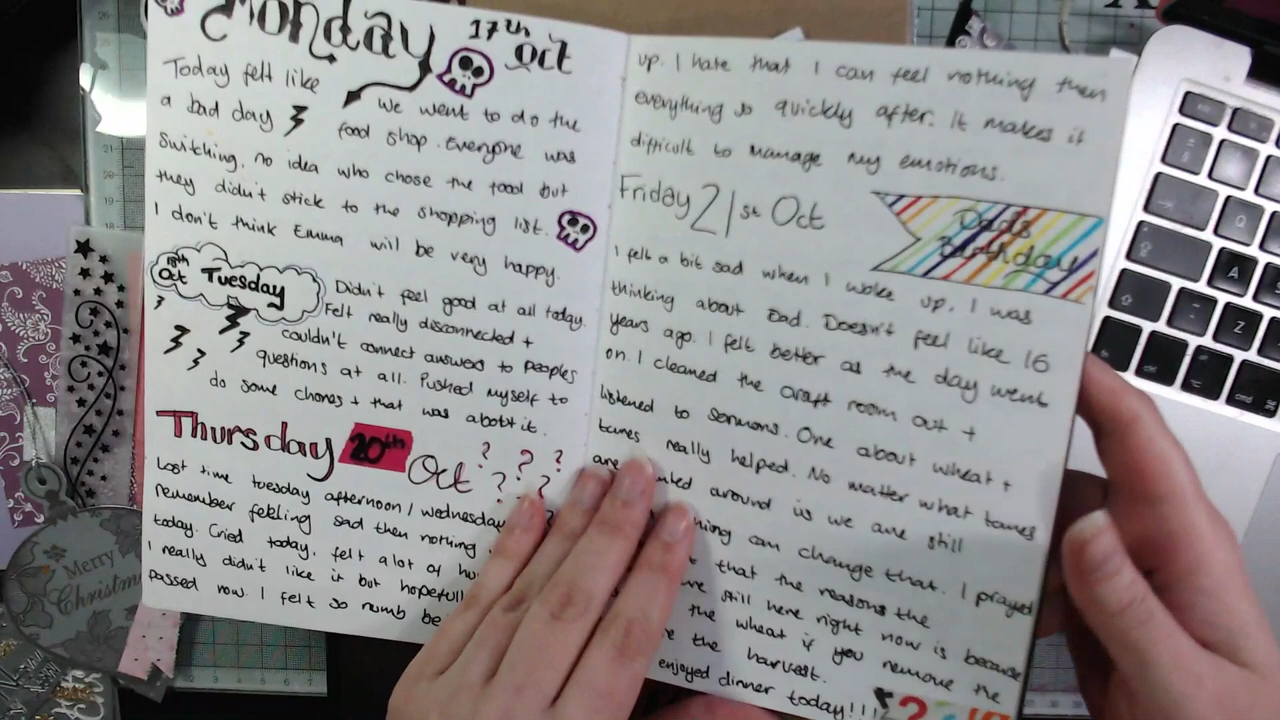 Monday 17th Oct
Today felt like
a bad day
we went to do the
food shop. Everyone was
switching, no idea who chose the food but
they didn't stick to the shopping list.
I don't think Emma will be very happy.
18th Oct Tuesday
Didn't feel good at all today.
Felt really disconnected +
couldn't connect answers to peoples
questions at all. Pushed myself to
do some chores + that was about it.
Thursday 20th Oct
? ? ? ? ?
Lost time tuesday afternoon / wednesday
remember feeling sad then nothing
today. Cried today, felt alot of
I really didn't like it but
passed now. I felt so numb
up. I hate that I can feel nothing then
everything so quickly after. It makes it
difficult to manage my emotions.
Friday 21st Oct
Dads
Birthday
I felt a bit sad when I woke up. I was
thinking about Dad. Doesn't feel like 16
years ago. I felt better as the day went
on. I cleaned the craft room out +
listened to sermons. One about wheat +
tares really helped. No matter what tares
are around us we are still
can change that. I prayed
that the reasons the
still here right now is because
the wheat if you remove the
the harvest.
enjoyed dinner today!!!
Merry
Christmas
Q
A
Z
cmd